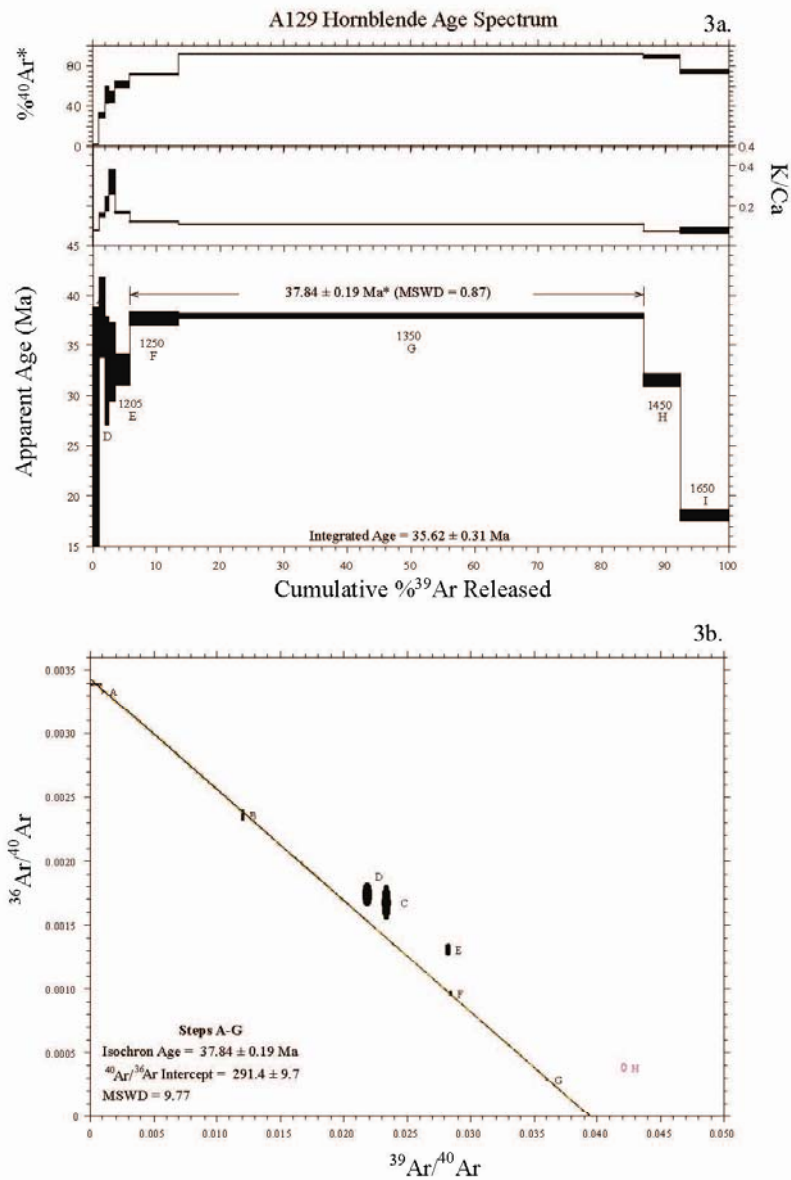 A129 Hornblende Age Spectrum
3a.
%⁴⁰Ar*
80
40
0
K/Ca
0.4
0.2
Apparent Age (Ma)
45
40
35
30
25
20
15
37.84 ± 0.19 Ma* (MSWD = 0.87)
1250
F
1350
G
1205
E
D
1450
H
1650
I
Integrated Age = 35.62 ± 0.31 Ma
0 10 20 30 40 50 60 70 80 90 100
Cumulative %³⁹Ar Released
3b.
³⁶Ar/⁴⁰Ar
0.0035
0.0030
0.0025
0.0020
0.0015
0.0010
0.0005
0
A
B
D
C
E
F
G
H
Steps A-G
Isochron Age = 37.84 ± 0.19 Ma
⁴⁰Ar/³⁶Ar Intercept = 291.4 ± 9.7
MSWD = 9.77
0 0.005 0.010 0.015 0.020 0.025 0.030 0.035 0.040 0.045 0.050
³⁹Ar/⁴⁰Ar